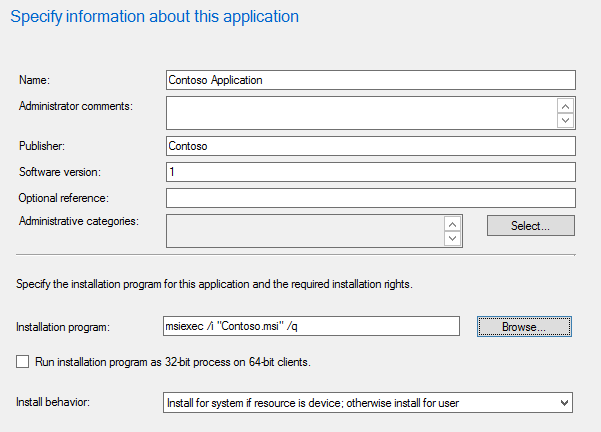 Specify information about this application
Name: Contoso Application
Administrator comments:
Publisher: Contoso
Software version: 1
Optional reference:
Administrative categories: Select...
Specify the installation program for this application and the required installation rights.
Installation program: msiexec /i "Contoso.msi" /q Browse...
Run installation program as 32-bit process on 64-bit clients.
Install behavior: Install for system if resource is device; otherwise install for user